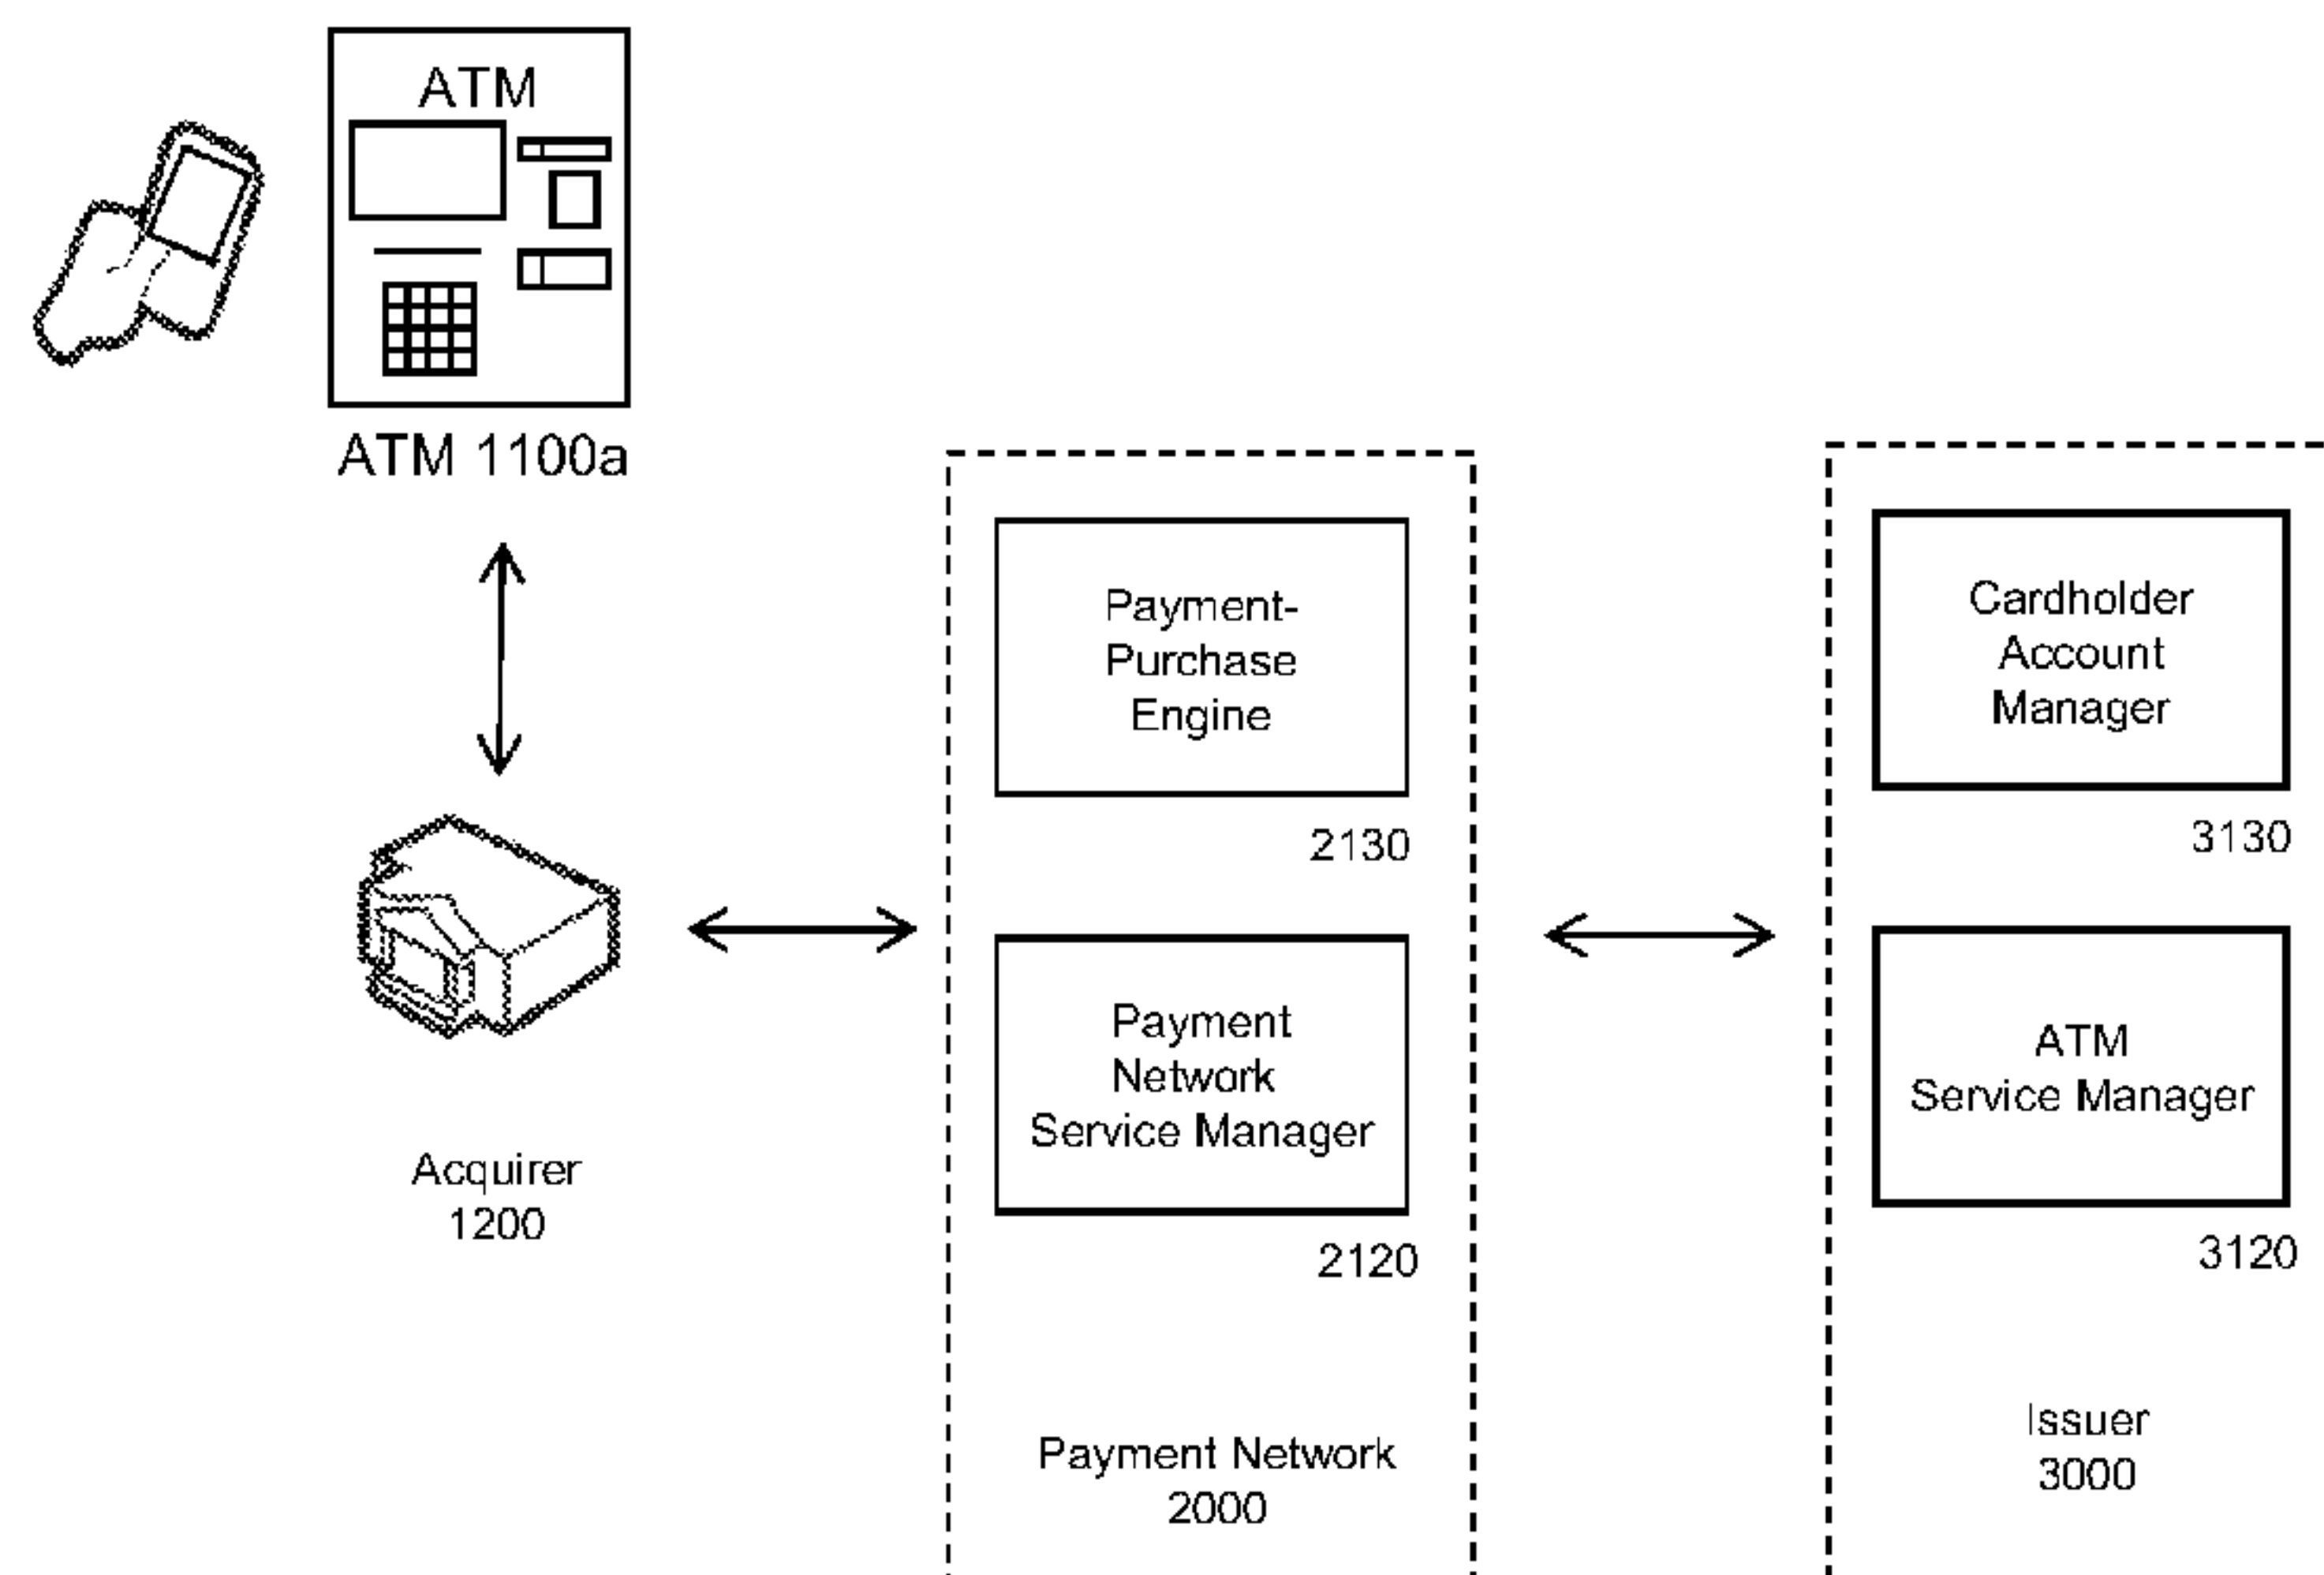 ATM
ATM 1100a
Acquirer
1200
Payment-
Purchase
Engine
2130
Payment
Network
Service Manager
2120
Payment Network
2000
Cardholder
Account
Manager
3130
ATM
Service Manager
3120
Issuer
3000